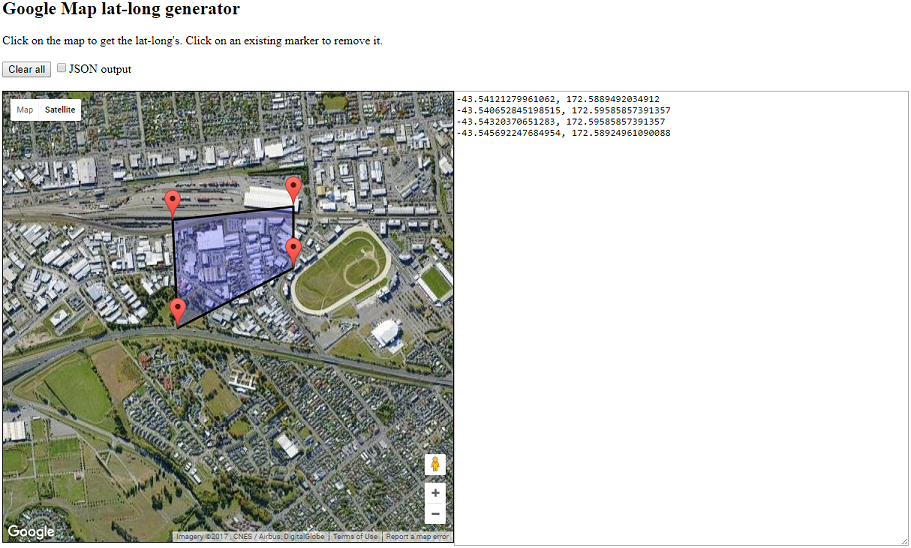 Google Map lat-long generator
Click on the map to get the lat-long's. Click on an existing marker to remove it.
Clear all JSON output
Map Satellite
-43.54121279961062, 172.5889492034912
-43.540652845198515, 172.59585857391357
-43.54320370651283, 172.59585857391357
-43.545692247684954, 172.58924961090088
+
−
Google
Imagery ©2017 , CNES / Airbus, DigitalGlobe Terms of Use Report a map error